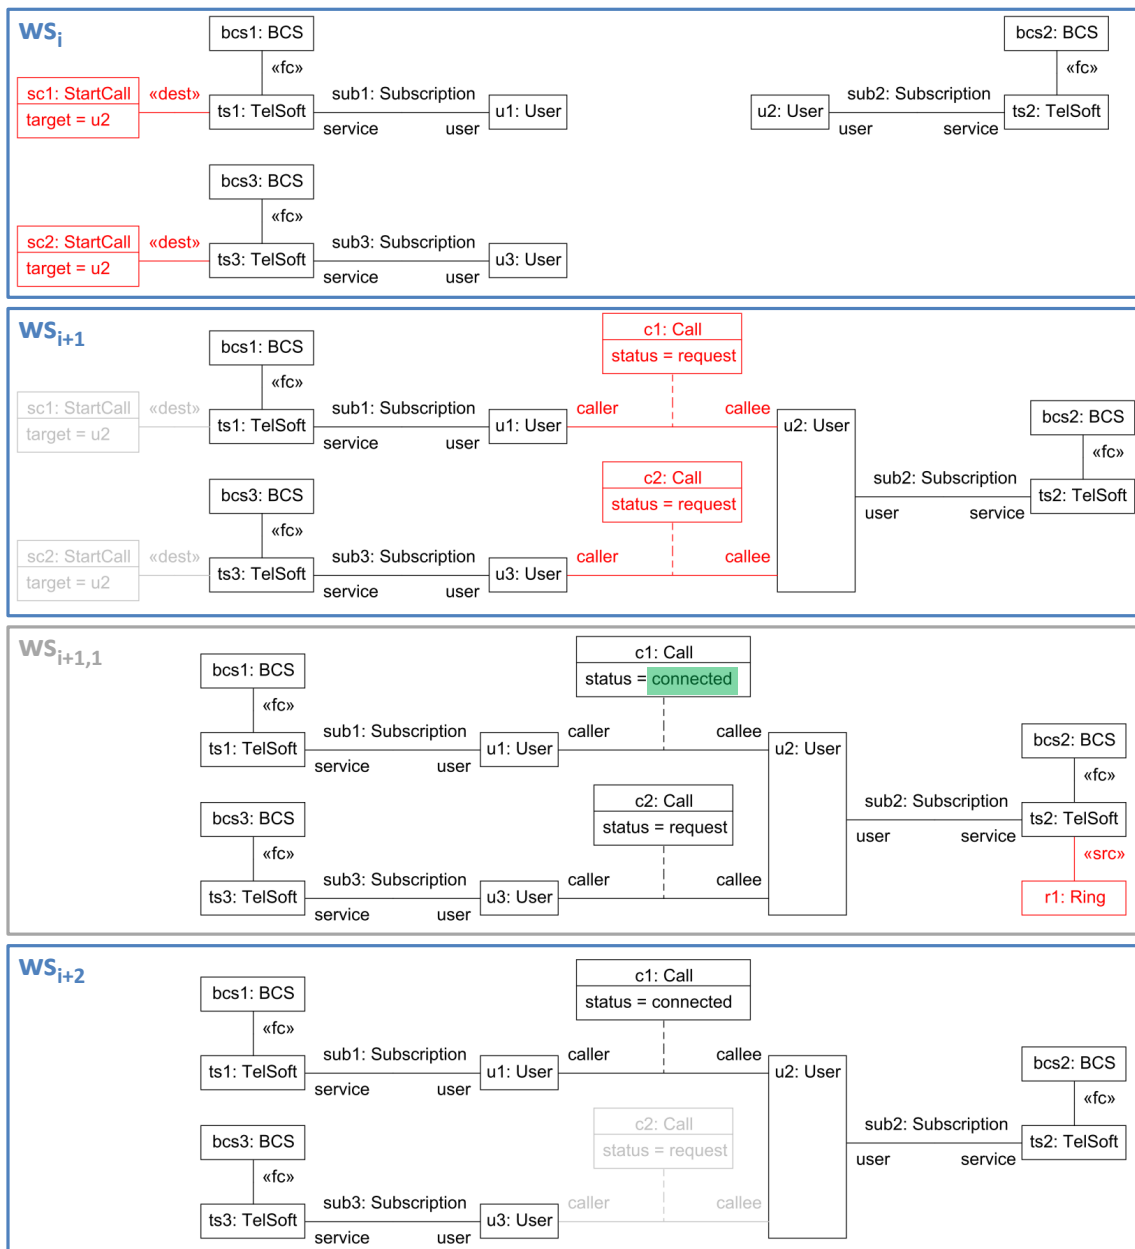 WSi
bcs1: BCS
bcs2: BCS
«fc»
«fc»
sc1: StartCall
«dest»
sub1: Subscription
sub2: Subscription
target = u2
ts1: TelSoft
u1: User
u2: User
ts2: TelSoft
service
user
user
service
bcs3: BCS
«fc»
sc2: StartCall
«dest»
sub3: Subscription
target = u2
ts3: TelSoft
u3: User
service
user
WSi+1
c1: Call
bcs1: BCS
status = request
«fc»
sc1: StartCall
«dest»
sub1: Subscription
caller
callee
target = u2
ts1: TelSoft
u1: User
u2: User
bcs2: BCS
service
user
«fc»
c2: Call
bcs3: BCS
sub2: Subscription
status = request
ts2: TelSoft
«fc»
user
service
sc2: StartCall
«dest»
sub3: Subscription
caller
callee
target = u2
ts3: TelSoft
u3: User
service
user
WSi+1,1
c1: Call
bcs1: BCS
status = connected
«fc»
sub1: Subscription
caller
callee
bcs2: BCS
ts1: TelSoft
u1: User
u2: User
service
user
«fc»
c2: Call
sub2: Subscription
bcs3: BCS
status = request
ts2: TelSoft
«fc»
user
service
«src»
sub3: Subscription
caller
callee
ts3: TelSoft
u3: User
r1: Ring
service
user
WSi+2
c1: Call
bcs1: BCS
status = connected
«fc»
sub1: Subscription
caller
callee
bcs2: BCS
ts1: TelSoft
u1: User
u2: User
service
user
«fc»
c2: Call
sub2: Subscription
bcs3: BCS
status = request
ts2: TelSoft
«fc»
user
service
sub3: Subscription
caller
callee
ts3: TelSoft
u3: User
service
user